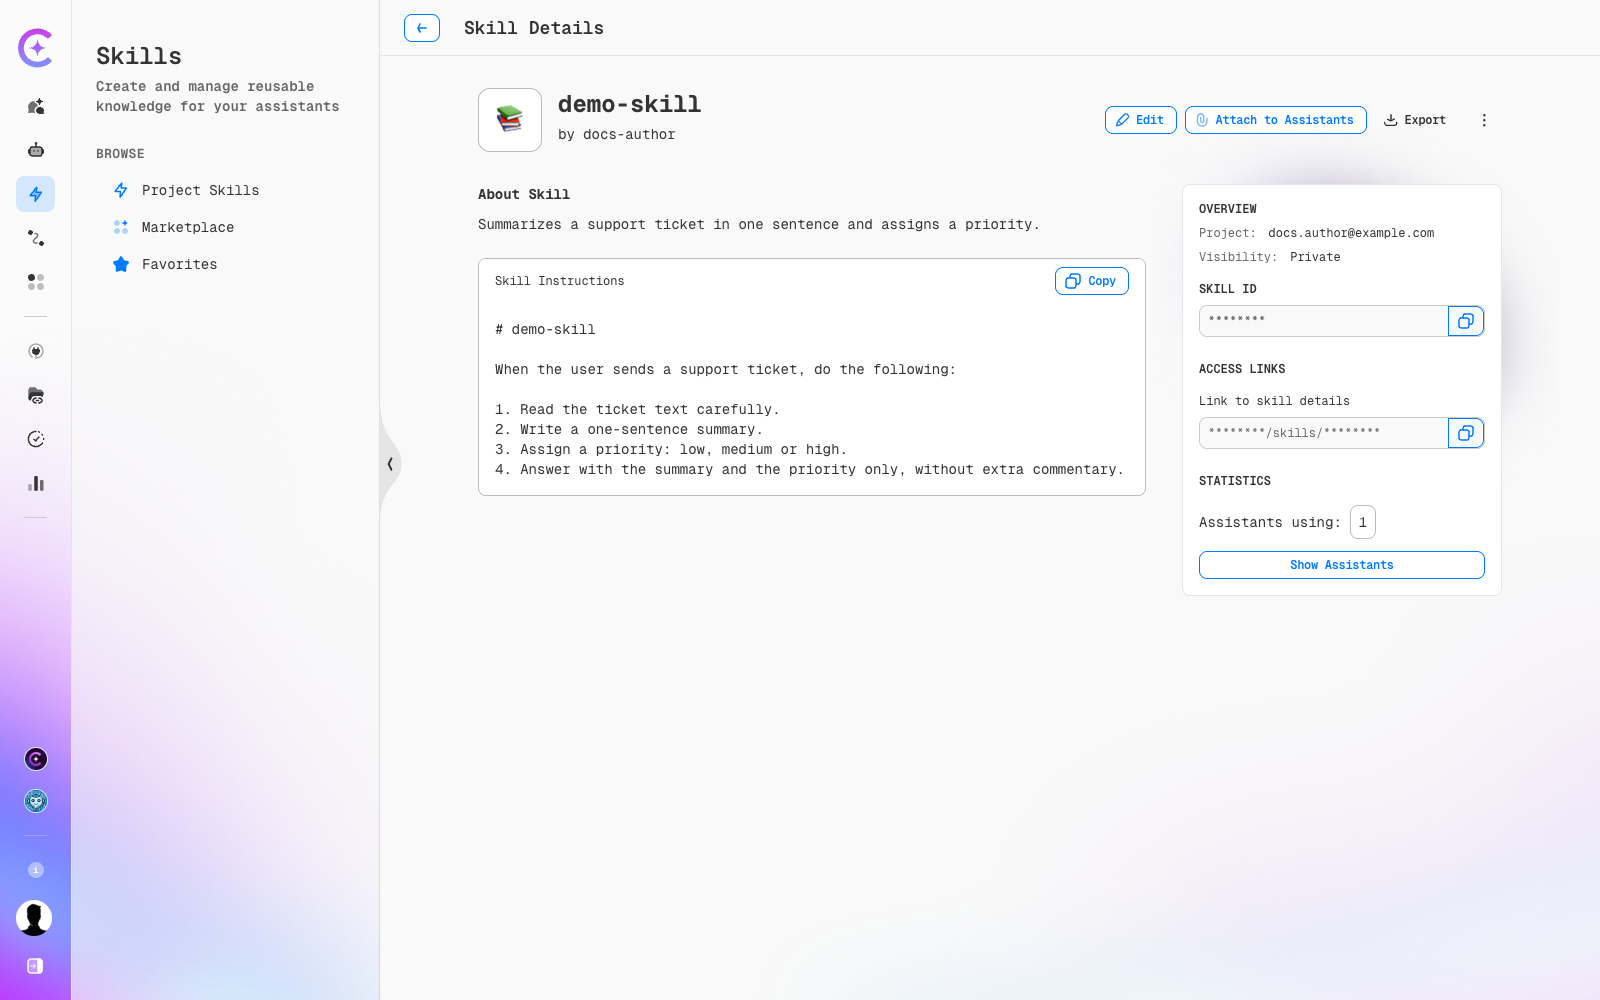 Skills
Create and manage reusable
knowledge for your assistants
BROWSE
Project Skills
Marketplace
Favorites
Skill Details
demo-skill
by docs-author
Edit
Attach to Assistants
Export
About Skill
Summarizes a support ticket in one sentence and assigns a priority.
Skill Instructions
Copy
# demo-skill
When the user sends a support ticket, do the following:
1. Read the ticket text carefully.
2. Write a one-sentence summary.
3. Assign a priority: low, medium or high.
4. Answer with the summary and the priority only, without extra commentary.
OVERVIEW
Project: docs.author@example.com
Visibility: Private
SKILL ID
********
ACCESS LINKS
Link to skill details
********/skills/********
STATISTICS
Assistants using: 1
Show Assistants